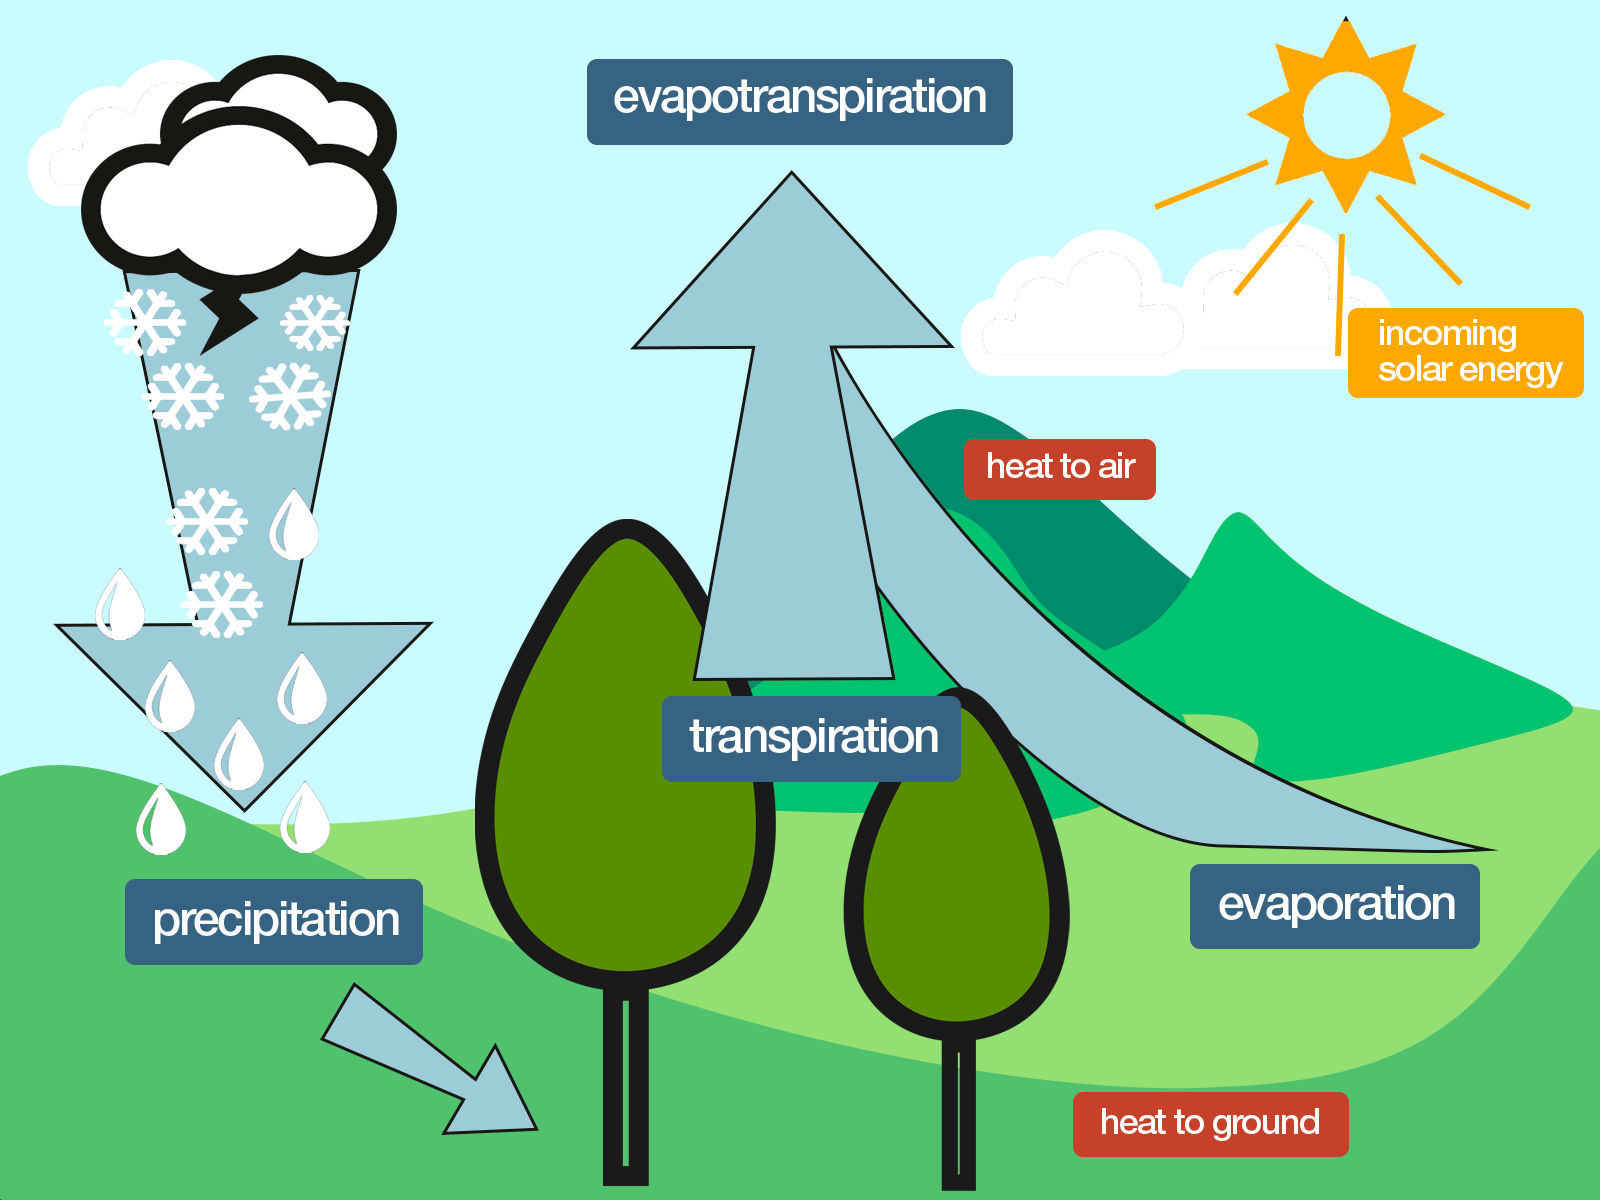 evapotranspiration
incoming
solar energy
heat to air
transpiration
evaporation
precipitation
heat to ground